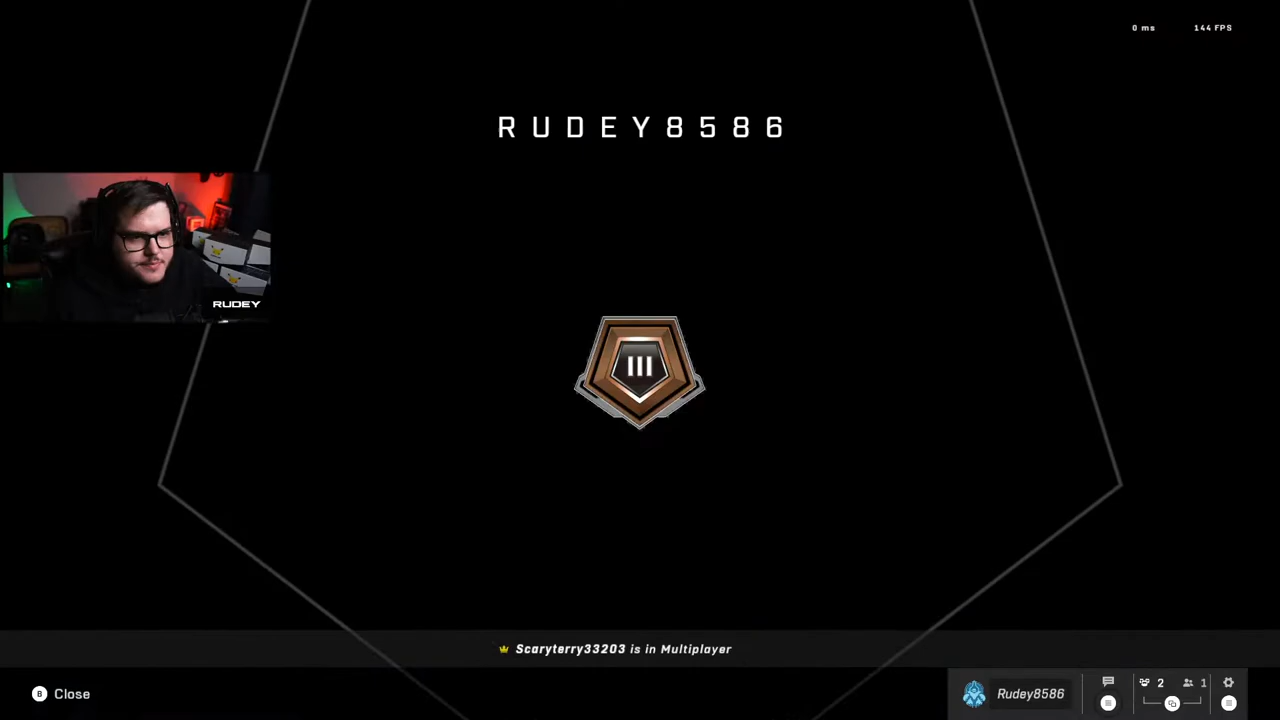 0 ms 144 FPS
RUDEY8586
RUDEY
III
Scaryterry33203 is in Multiplayer
B Close
Rudey8586 2 1